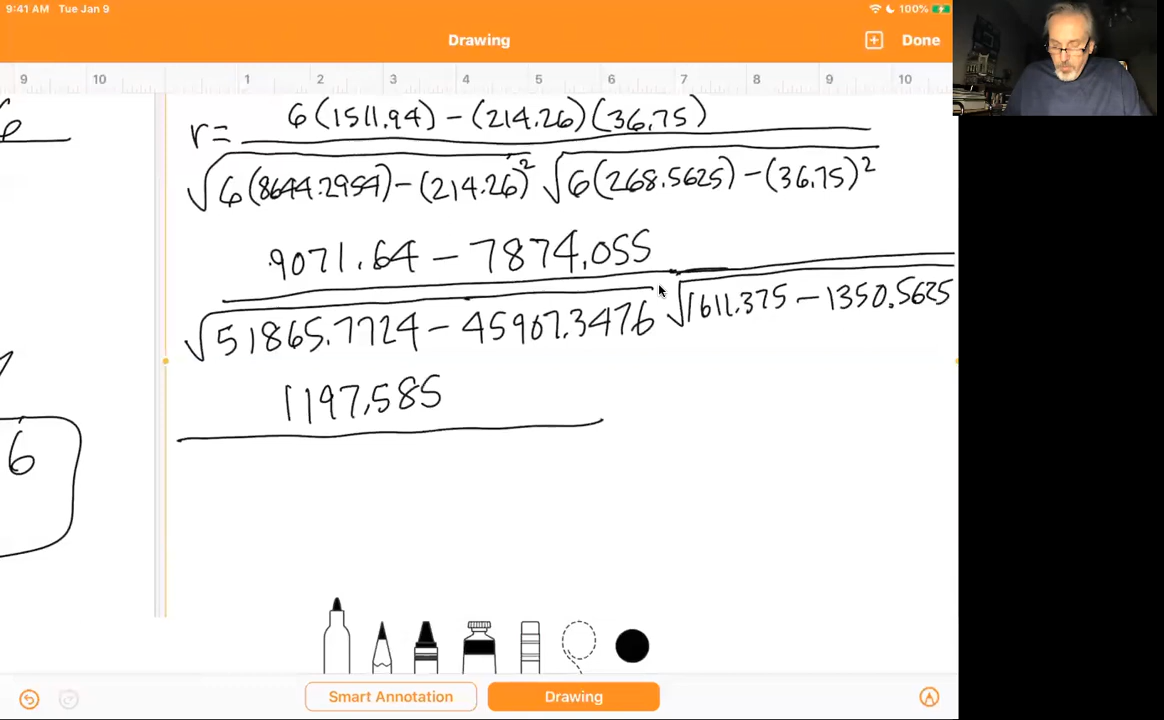 9:41 AM Tue Jan 9 100%
Drawing Done
9 10 1 2 3 4 5 6 7 8 9 10
r = 6(1511.94) - (214.26)(36.75)
√6(8644.2954) - (214.26)² √6(268.5625) - (36.75)²
9071.64 - 7874.055
√51865.7724 - 45907.3476 √1611.375 - 1350.5625
1197.585
6
Smart Annotation Drawing